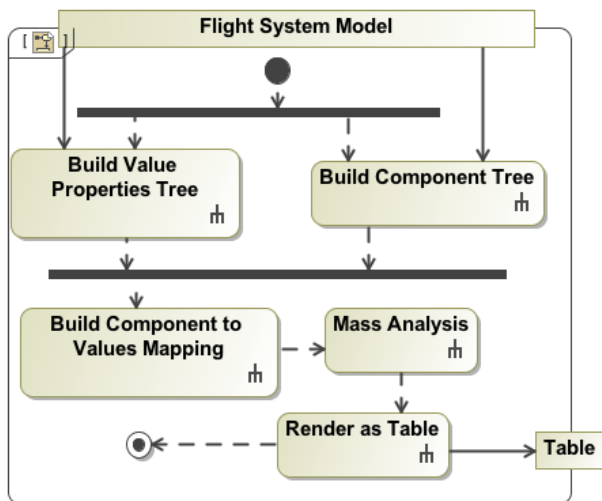 Flight System Model
Build Value
Properties Tree
Build Component Tree
Build Component to
Values Mapping
Mass Analysis
Render as Table
Table